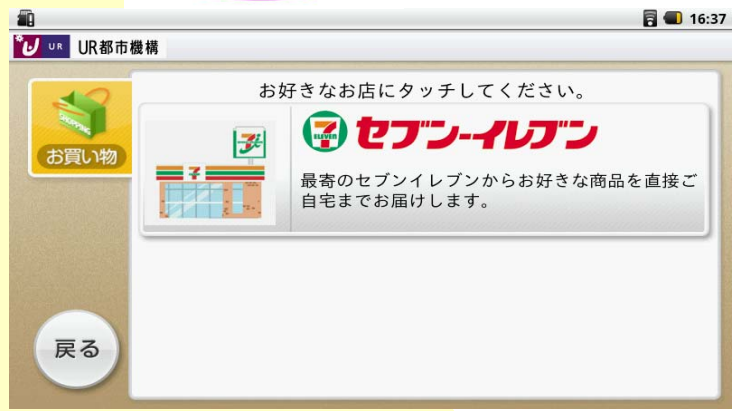 16:37
UR UR都市機構
お好きなお店にタッチしてください。
SHOPPING
お買い物
7
ELEVEN
セブン-イレブン
最寄のセブンイレブンからお好きな商品を直接ご
自宅までお届けします。
戻る